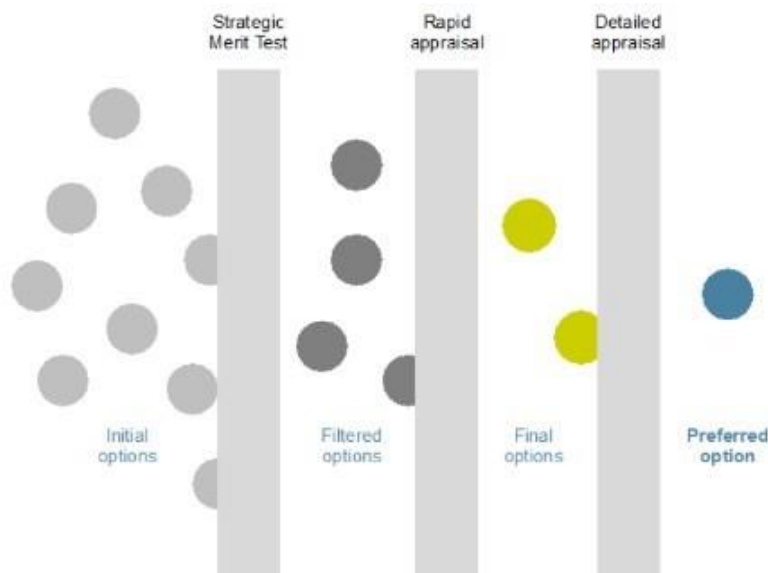 Strategic
Merit Test
Rapid
appraisal
Detailed
appraisal
Initial
options
Filtered
options
Final
options
Preferred
option